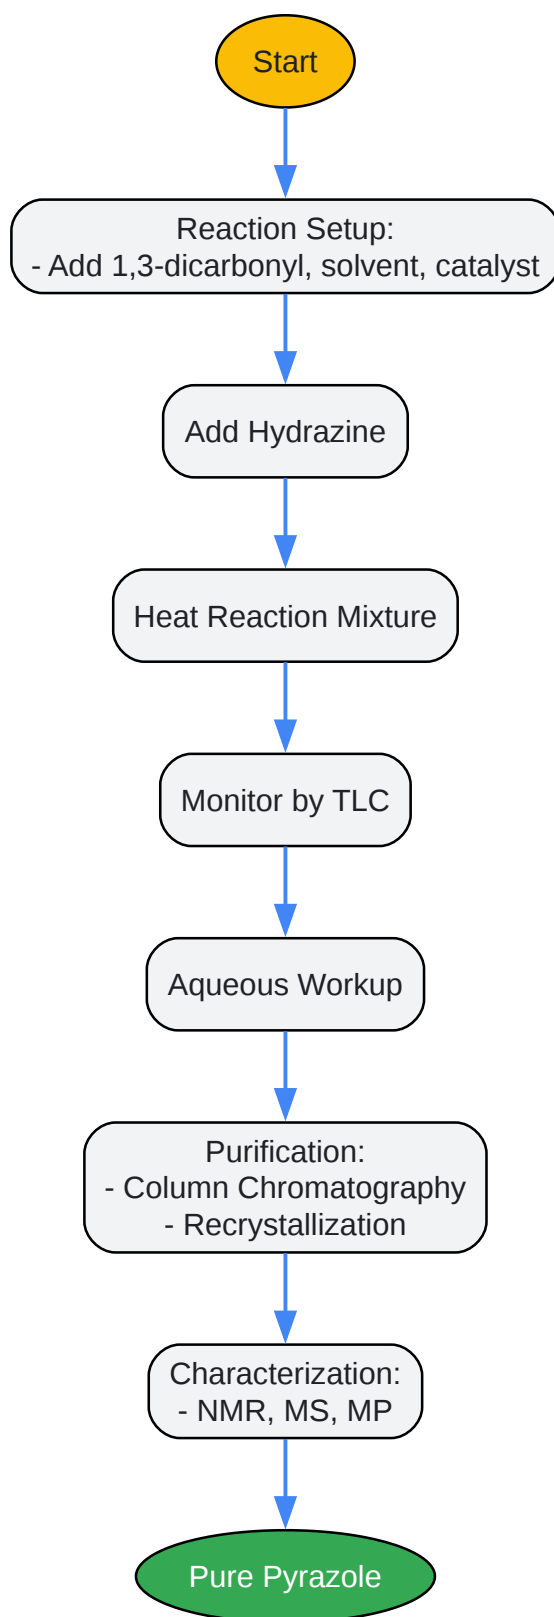 Start
Reaction Setup:
- Add 1,3-dicarbonyl, solvent, catalyst
Add Hydrazine
Heat Reaction Mixture
Monitor by TLC
Aqueous Workup
Purification:
- Column Chromatography
- Recrystallization
Characterization:
- NMR, MS, MP
Pure Pyrazole